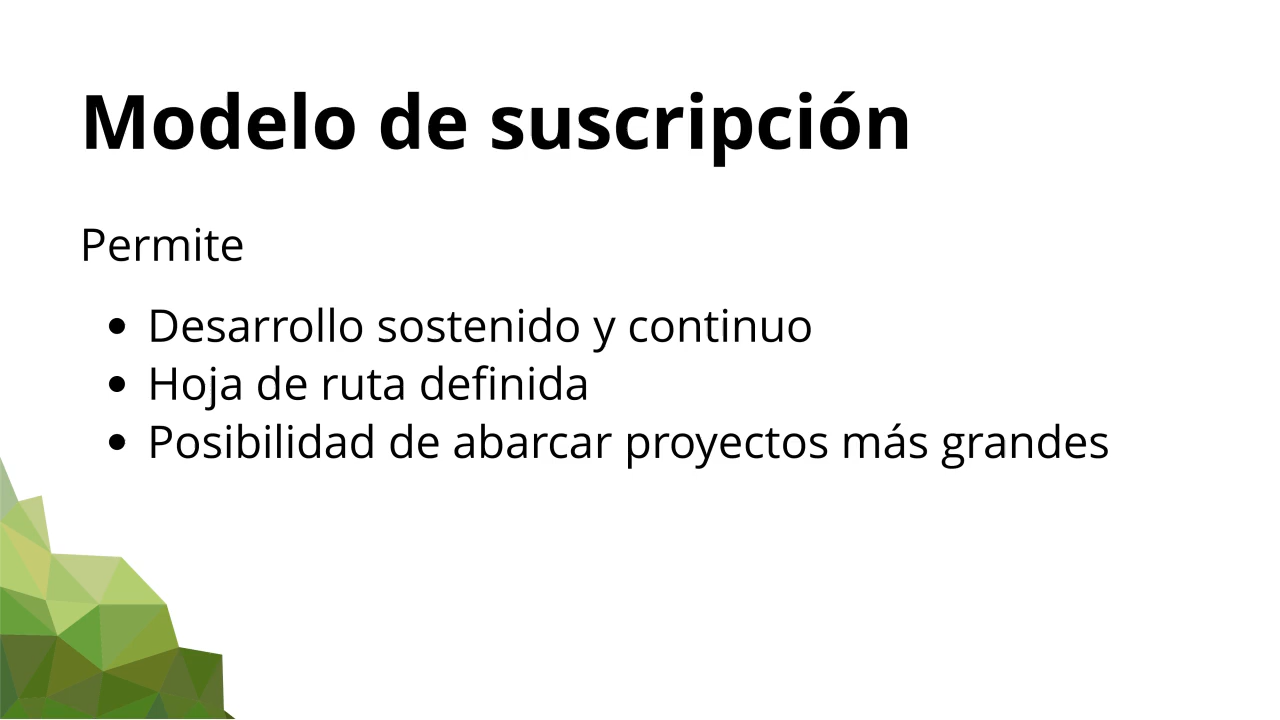 Modelo de suscripción
Permite
• Desarrollo sostenido y continuo
• Hoja de ruta definida
• Posibilidad de abarcar proyectos más grandes